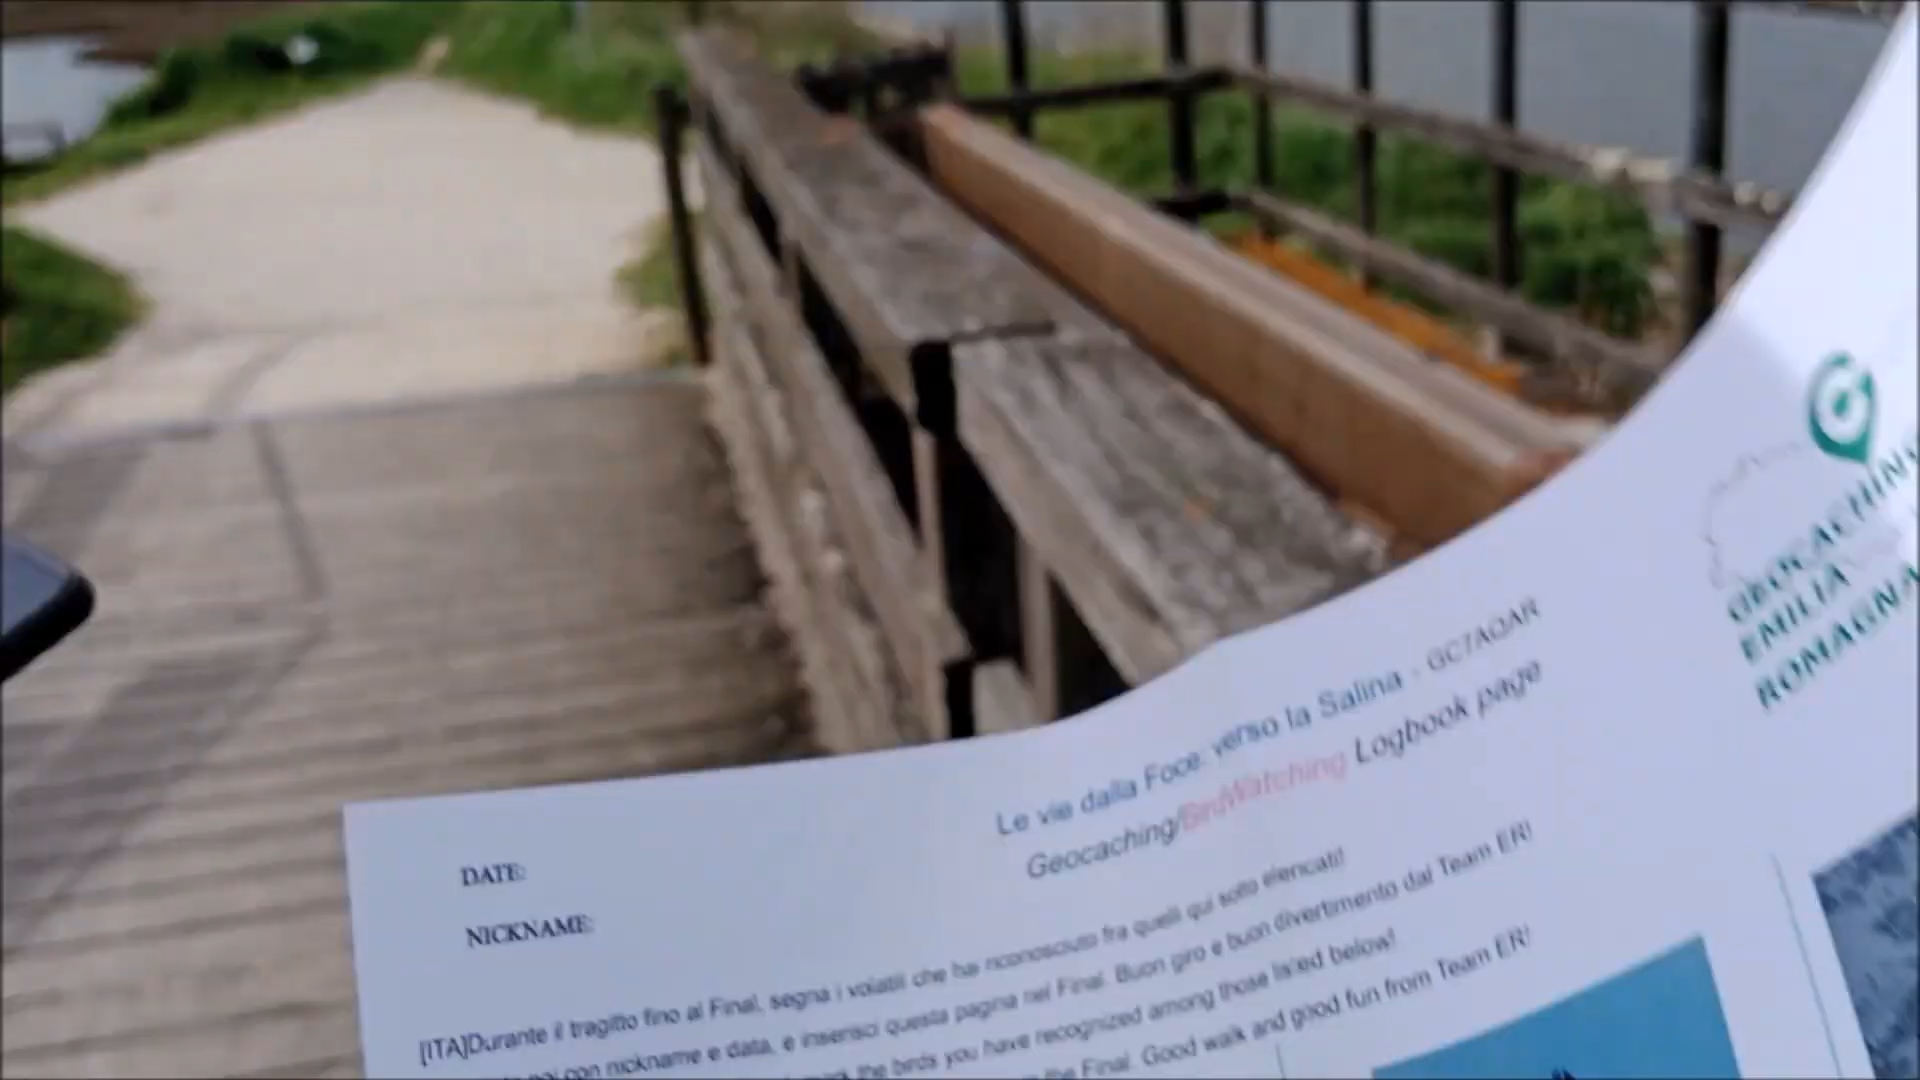 GEOCACHING
EMILIA
ROMAGNA
Le vie dalla Foce: verso la Salina - GC7AQAR
Geocaching/BirdWatching Logbook page
DATE:
NICKNAME:
[ITA]Durante il tragitto fino al Final, segna i volatili che hai riconosciuto fra quelli qui sotto elencati!
poi con nickname e data, e inserisci questa pagina nel Final. Buon giro e buon divertimento dal Team ER!
mark the birds you have recognized among those listed below!
the Final. Good walk and good fun from Team ER!